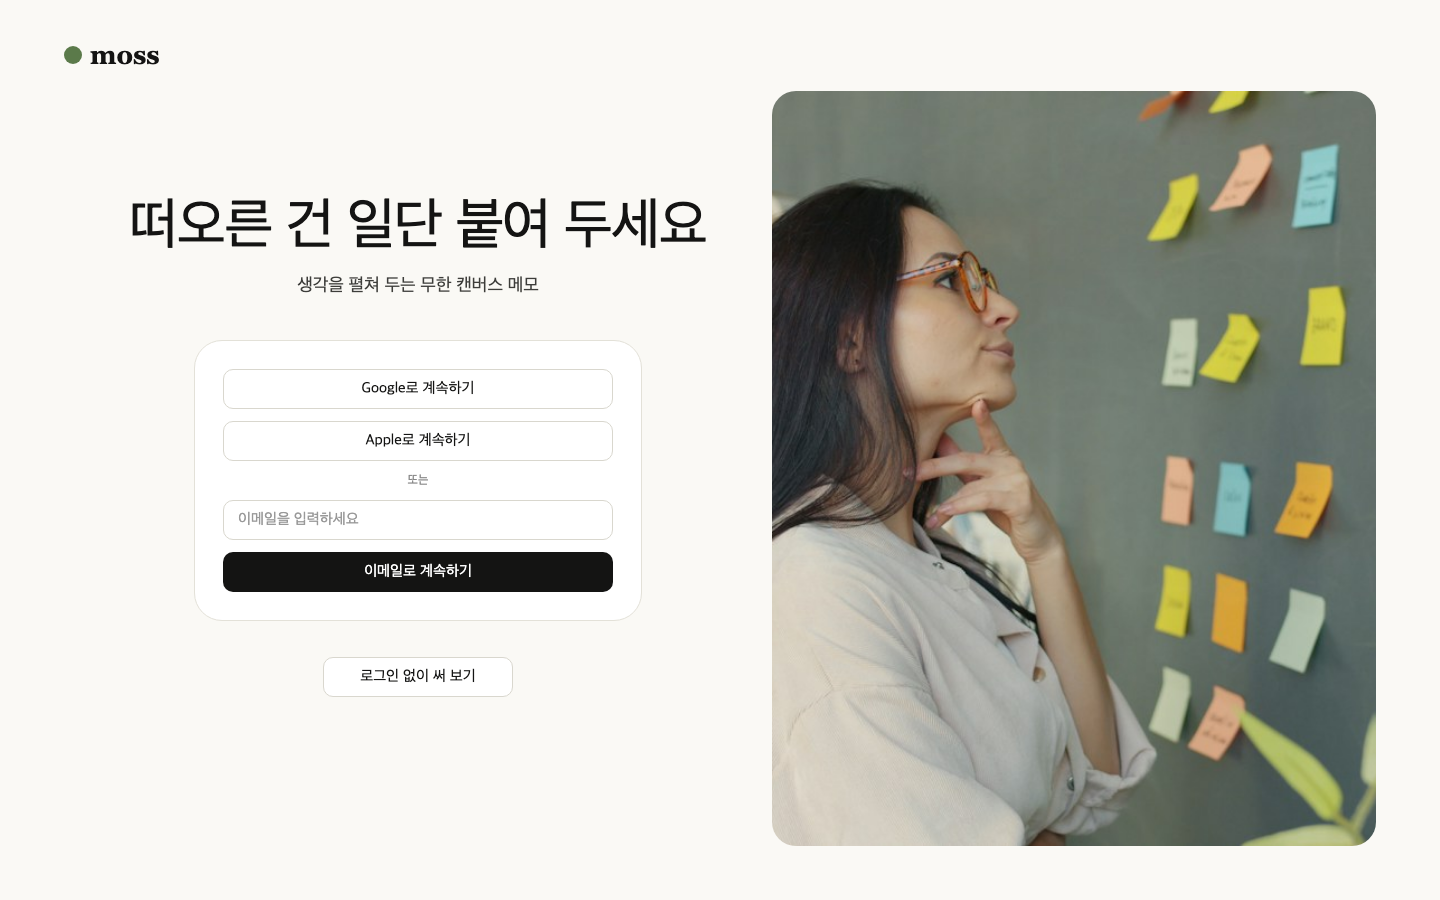 moss
떠오른 건 일단 붙여 두세요
생각을 펼쳐 두는 무한 캔버스 메모
Google로 계속하기
Apple로 계속하기
또는
이메일을 입력하세요
이메일로 계속하기
로그인 없이 써 보기